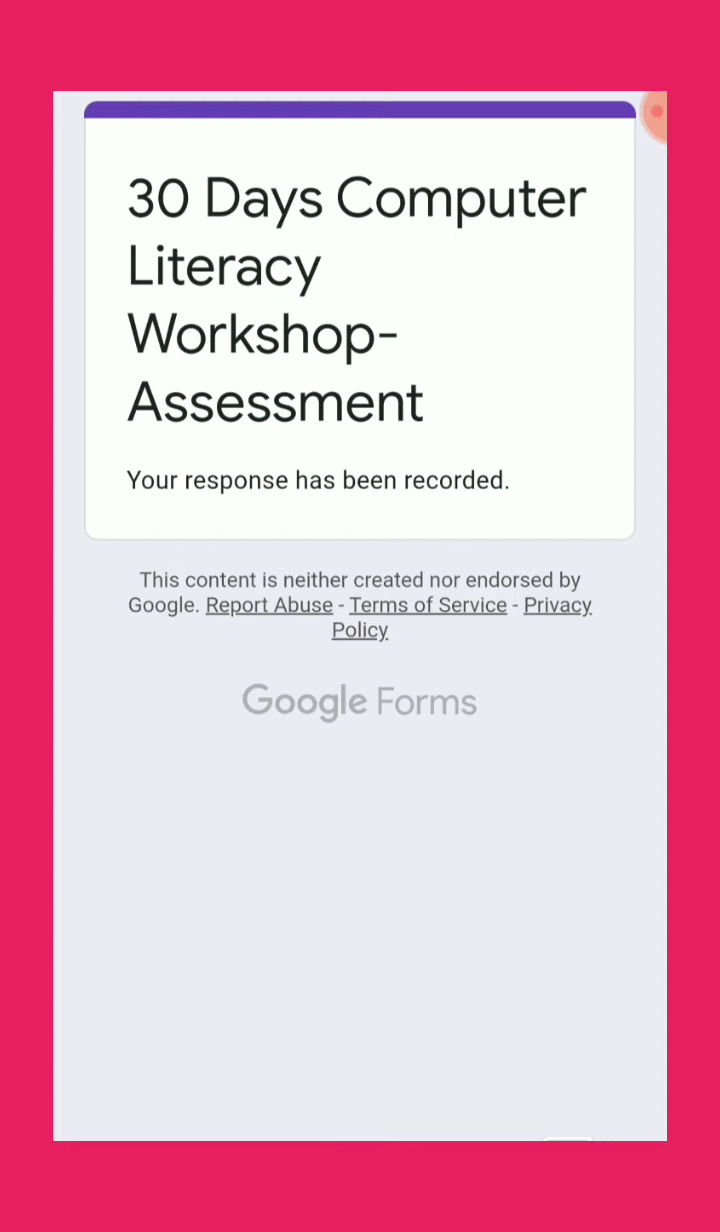 30 Days Computer
Literacy
Workshop-
Assessment
Your response has been recorded.
This content is neither created nor endorsed by
Google. Report Abuse - Terms of Service - Privacy
Policy
Google Forms